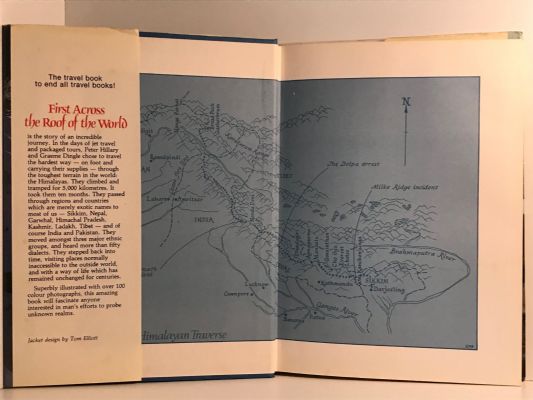 The travel book
to end all travel books!
First Across
the Roof of the World
is the story of an incredible
journey. In the days of jet travel
and packaged tours, Peter Hillary
and Graeme Dingle chose to travel
the hardest way — on foot and
carrying their supplies — through
the toughest terrain in the world:
the Himalayas. They climbed and
tramped for 5,000 kilometres. It
took them ten months. They passed
through regions and countries
which are merely exotic names to
most of us — Sikkim, Nepal,
Garwhal, Himachal Pradesh,
Kashmir, Ladakh, Tibet — and of
course India and Pakistan. They
moved amongst three major ethnic
groups, and heard more than fifty
dialects. They stepped back into
time, visiting places normally
inaccessible to the outside world,
and with a way of life which has
remained unchanged for centuries.
Superbly illustrated with over 100
colour photographs, this amazing
book will fascinate anyone
interested in man's efforts to probe
unknown realms.
Jacket design by Tom Elliott
Rawalpindi
Lahore
INDIA
Lucknow
Cawnpore
Himalayan Traverse
N
The Dolpa arrest
Milke Ridge incident
Brahmaputra River
Kathmandu
SIKKIM
Darjeeling
Ganges River
Patna